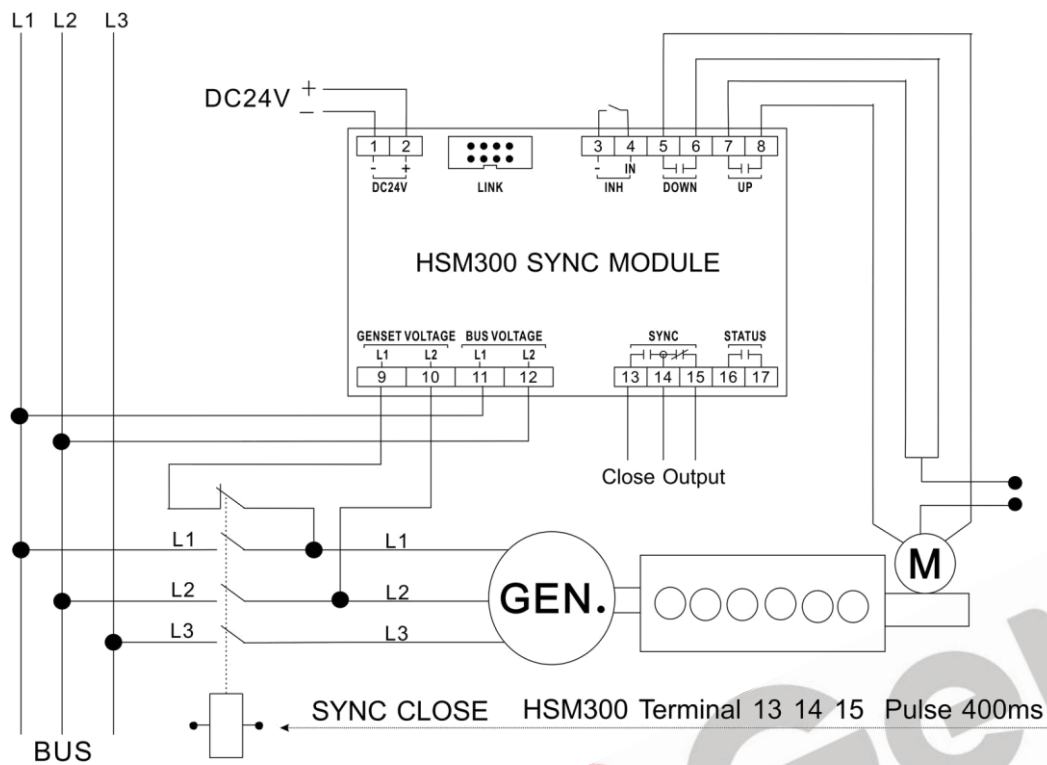 L1 L2 L3
DC24V + −
1 2 3 4 5 6 7 8
- + - IN
DC24V LINK INH DOWN UP
HSM300 SYNC MODULE
GENSET VOLTAGE BUS VOLTAGE SYNC STATUS
L1 L2 L1 L2
9 10 11 12 13 14 15 16 17
Close Output
L1 L1
L2 L2
L3 L3
GEN.
M
SYNC CLOSE HSM300 Terminal 13 14 15 Pulse 400ms
BUS